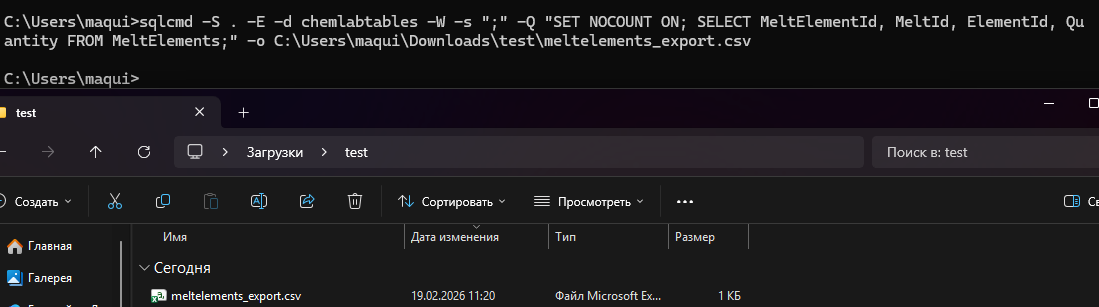 C:\Users\maqui>sqlcmd -S . -E -d chemlabtables -W -s ";" -Q "SET NOCOUNT ON; SELECT MeltElementId, MeltId, ElementId, Qu
antity FROM MeltElements;" -o C:\Users\maqui\Downloads\test\meltelements_export.csv
C:\Users\maqui>
test
Загрузки > test
Поиск в: test
Создать
Сортировать
Просмотреть
Имя
Дата изменения
Тип
Размер
Главная
Сегодня
Галерея
meltelements_export.csv
19.02.2026 11:20
Файл Microsoft Ex...
1 КБ